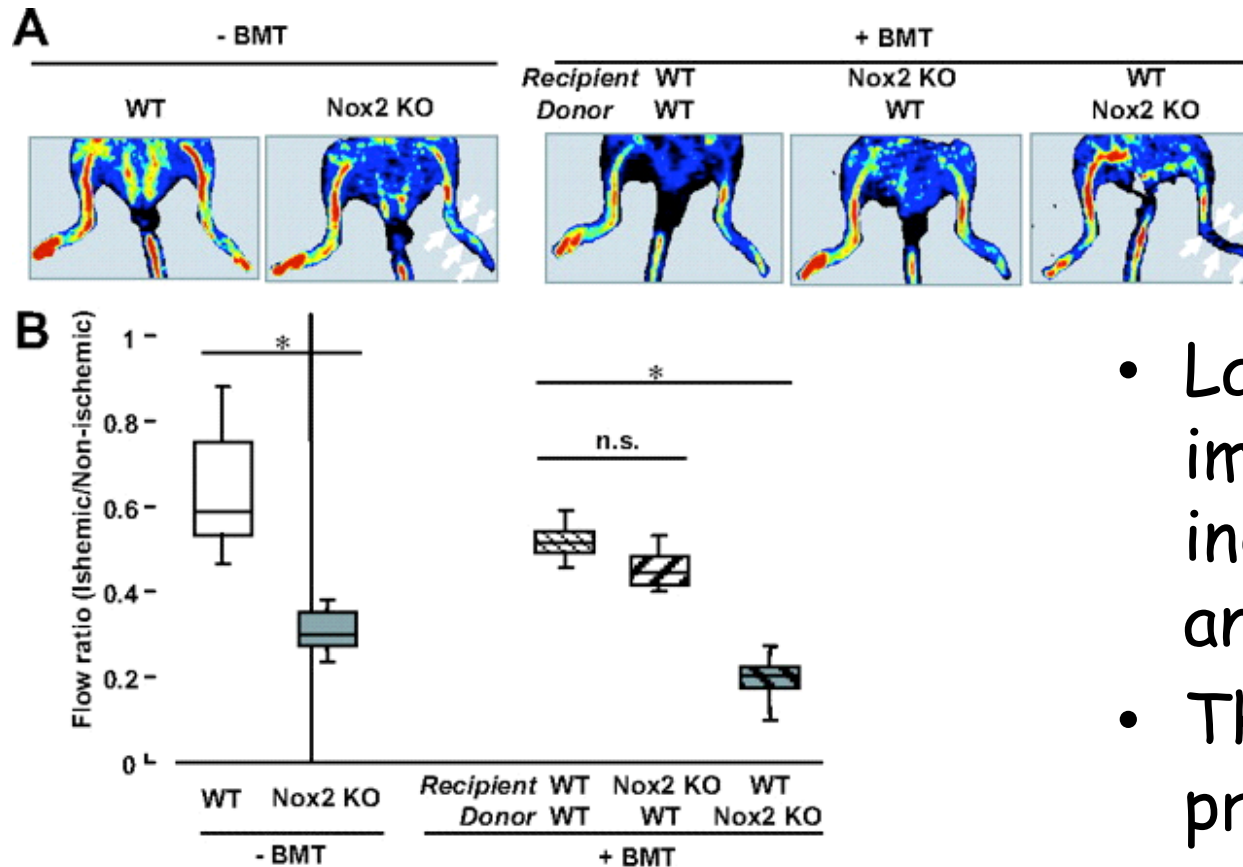 A
- BMT
+ BMT
Recipient WT Nox2 KO WT
WT Nox2 KO Donor WT WT Nox2 KO
B
Flow ratio (Ishemic/Non-ischemic)
1
0.8
0.6
0.4
0.2
0
*
*
n.s.
Recipient WT Nox2 KO WT
WT Nox2 KO Donor WT WT Nox2 KO
- BMT
+ BMT
•
•